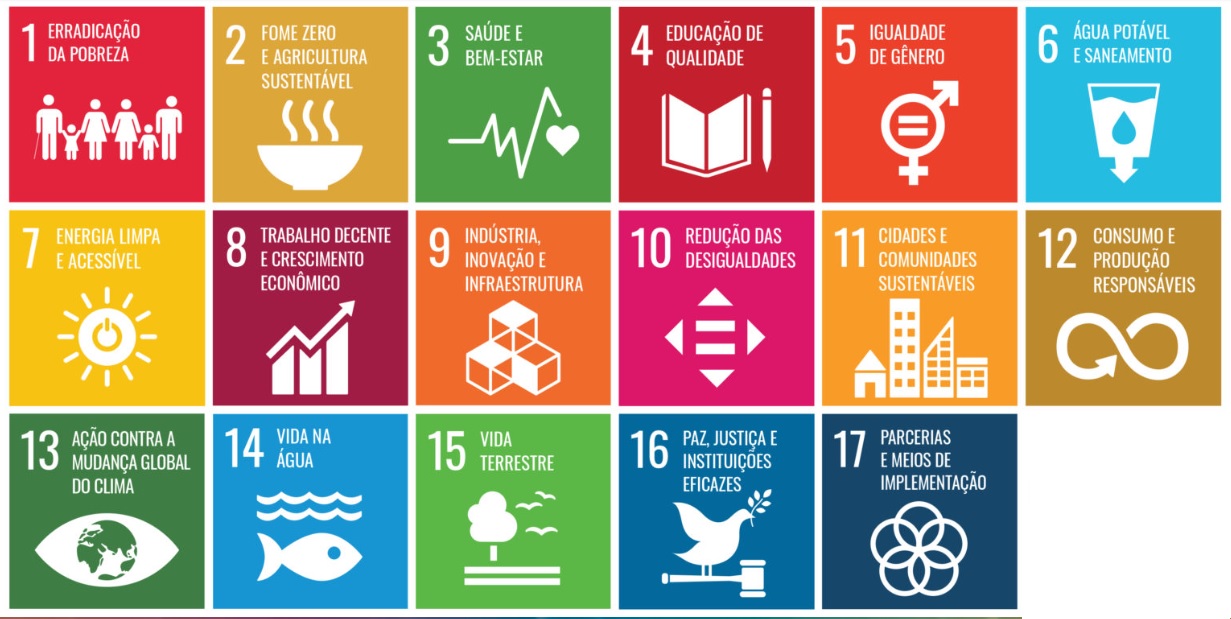 1 ERRADICAÇÃO
DA POBREZA
2 FOME ZERO
E AGRICULTURA
SUSTENTÁVEL
3 SAÚDE E
BEM-ESTAR
4 EDUCAÇÃO DE
QUALIDADE
5 IGUALDADE
DE GÊNERO
6 ÁGUA POTÁVEL
E SANEAMENTO
7 ENERGIA LIMPA
E ACESSÍVEL
8 TRABALHO DECENTE
E CRESCIMENTO
ECONÔMICO
9 INDÚSTRIA,
INOVAÇÃO E
INFRAESTRUTURA
10 REDUÇÃO DAS
DESIGUALDADES
11 CIDADES E
COMUNIDADES
SUSTENTÁVEIS
12 CONSUMO E
PRODUÇÃO
RESPONSÁVEIS
13 AÇÃO CONTRA A
MUDANÇA GLOBAL
DO CLIMA
14 VIDA NA
ÁGUA
15 VIDA
TERRESTRE
16 PAZ, JUSTIÇA E
INSTITUIÇÕES
EFICAZES
17 PARCERIAS
E MEIOS DE
IMPLEMENTAÇÃO